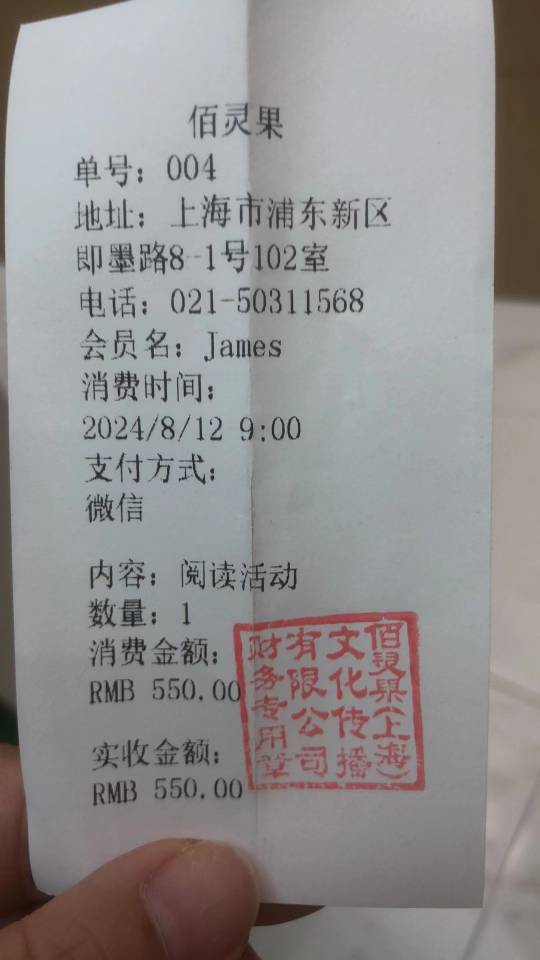 佰灵果
单号：004
地址：上海市浦东新区
即墨路8-1号102室
电话：021-50311568
会员名：James
消费时间：
2024/8/12 9:00
支付方式：
微信
内容：阅读活动
数量：1
消费金额：
RMB 550.00
实收金额：
RMB 550.00
佰灵果(上海)
文化传播
有限公司
财务专用章